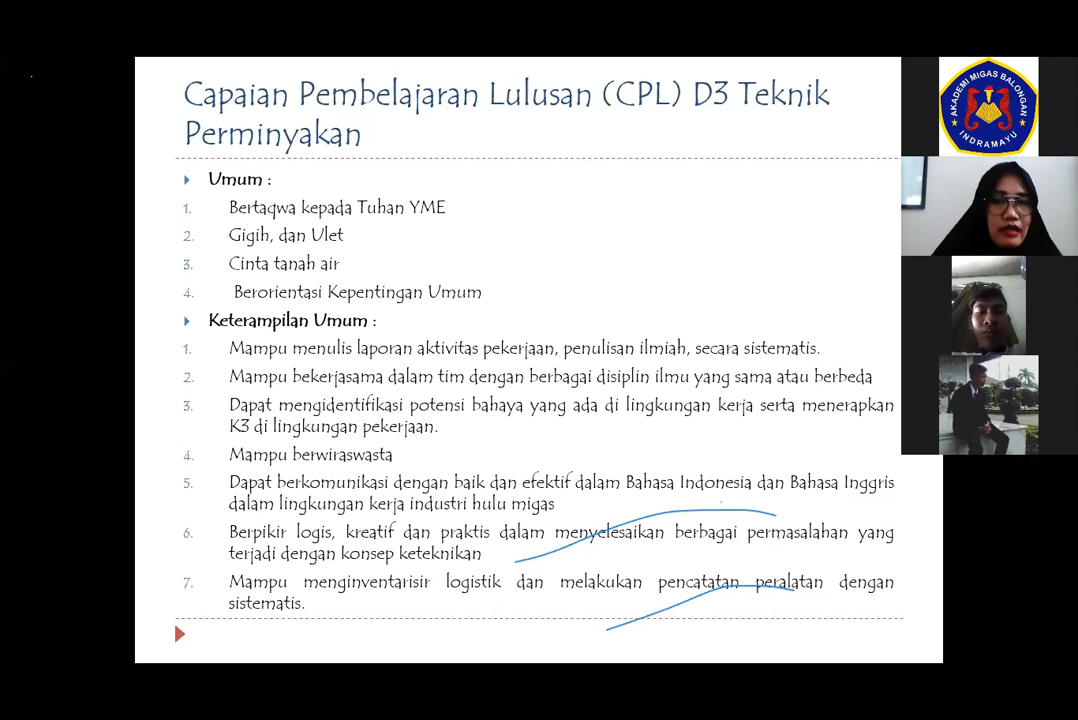 Capaian Pembelajaran Lulusan (CPL) D3 Teknik
Perminyakan
Umum :
1. Bertaqwa kepada Tuhan YME
2. Gigih, dan Ulet
3. Cinta tanah air
4. Berorientasi Kepentingan Umum
Keterampilan Umum :
1. Mampu menulis laporan aktivitas pekerjaan, penulisan ilmiah, secara sistematis.
2. Mampu bekerjasama dalam tim dengan berbagai disiplin ilmu yang sama atau berbeda
3. Dapat mengidentifikasi potensi bahaya yang ada di lingkungan kerja serta menerapkan
K3 di lingkungan pekerjaan.
4. Mampu berwiraswasta
5. Dapat berkomunikasi dengan baik dan efektif dalam Bahasa Indonesia dan Bahasa Inggris
dalam lingkungan kerja industri hulu migas
6. Berpikir logis, kreatif dan praktis dalam menyelesaikan berbagai permasalahan yang
terjadi dengan konsep keteknikan
7. Mampu menginventarisir logistik dan melakukan pencatatan peralatan dengan
sistematis.
AKADEMI MIGAS BALONGAN
INDRAMAYU